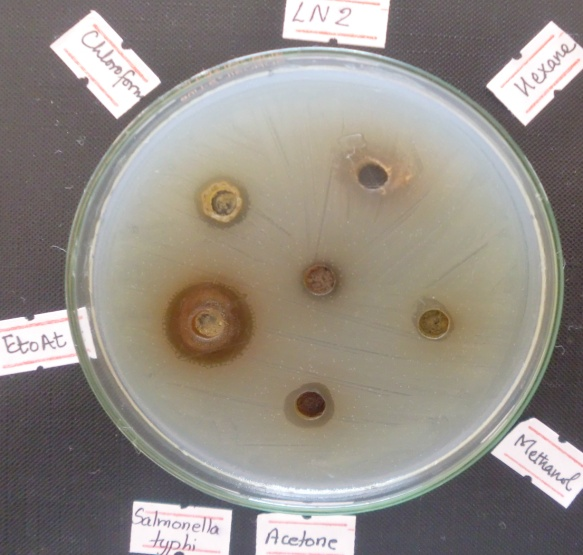 LN2
Chloroform
Hexane
EtoAt
Methanol
Salmonella
typhi
Acetone